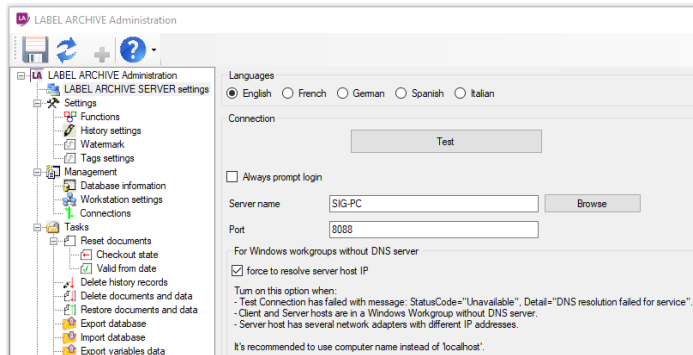 LABEL ARCHIVE Administration
LABEL ARCHIVE Administration
LABEL ARCHIVE SERVER settings
Settings
Functions
History settings
Watermark
Tags settings
Management
Database information
Workstation settings
Connections
Tasks
Reset documents
Checkout state
Valid from date
Delete history records
Delete documents and data
Restore documents and data
Export database
Import database
Export variables data
Languages
English French German Spanish Italian
Connection
Test
Always prompt login
Server name SIG-PC Browse
Port 8088
For Windows workgroups without DNS server
force to resolve server host IP
Turn on this option when:
- Test Connection has failed with message: StatusCode="Unavailable", Detail="DNS resolution failed for service".
- Client and Server hosts are in a Windows Workgroup without DNS server.
- Server host has several network adapters with different IP addresses.
It's recommended to use computer name instead of 'localhost'.